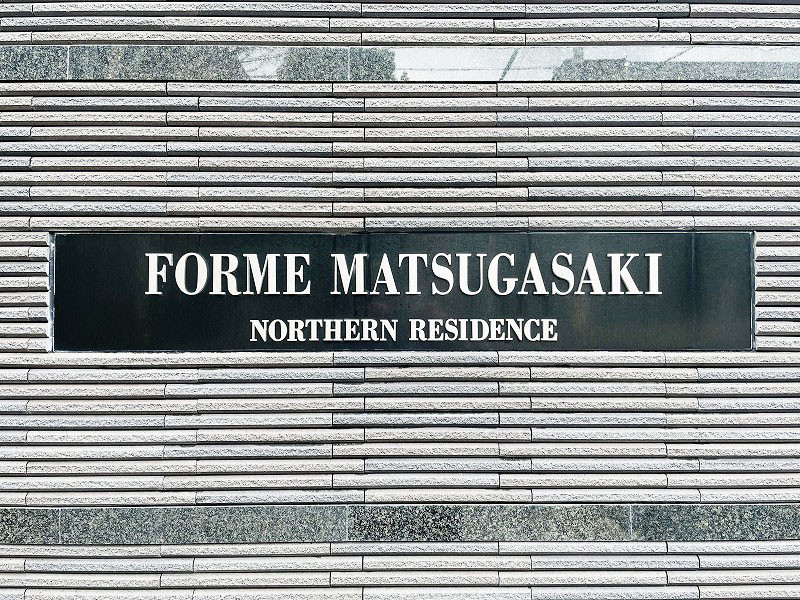 FORME MATSUGASAKI
NORTHERN RESIDENCE